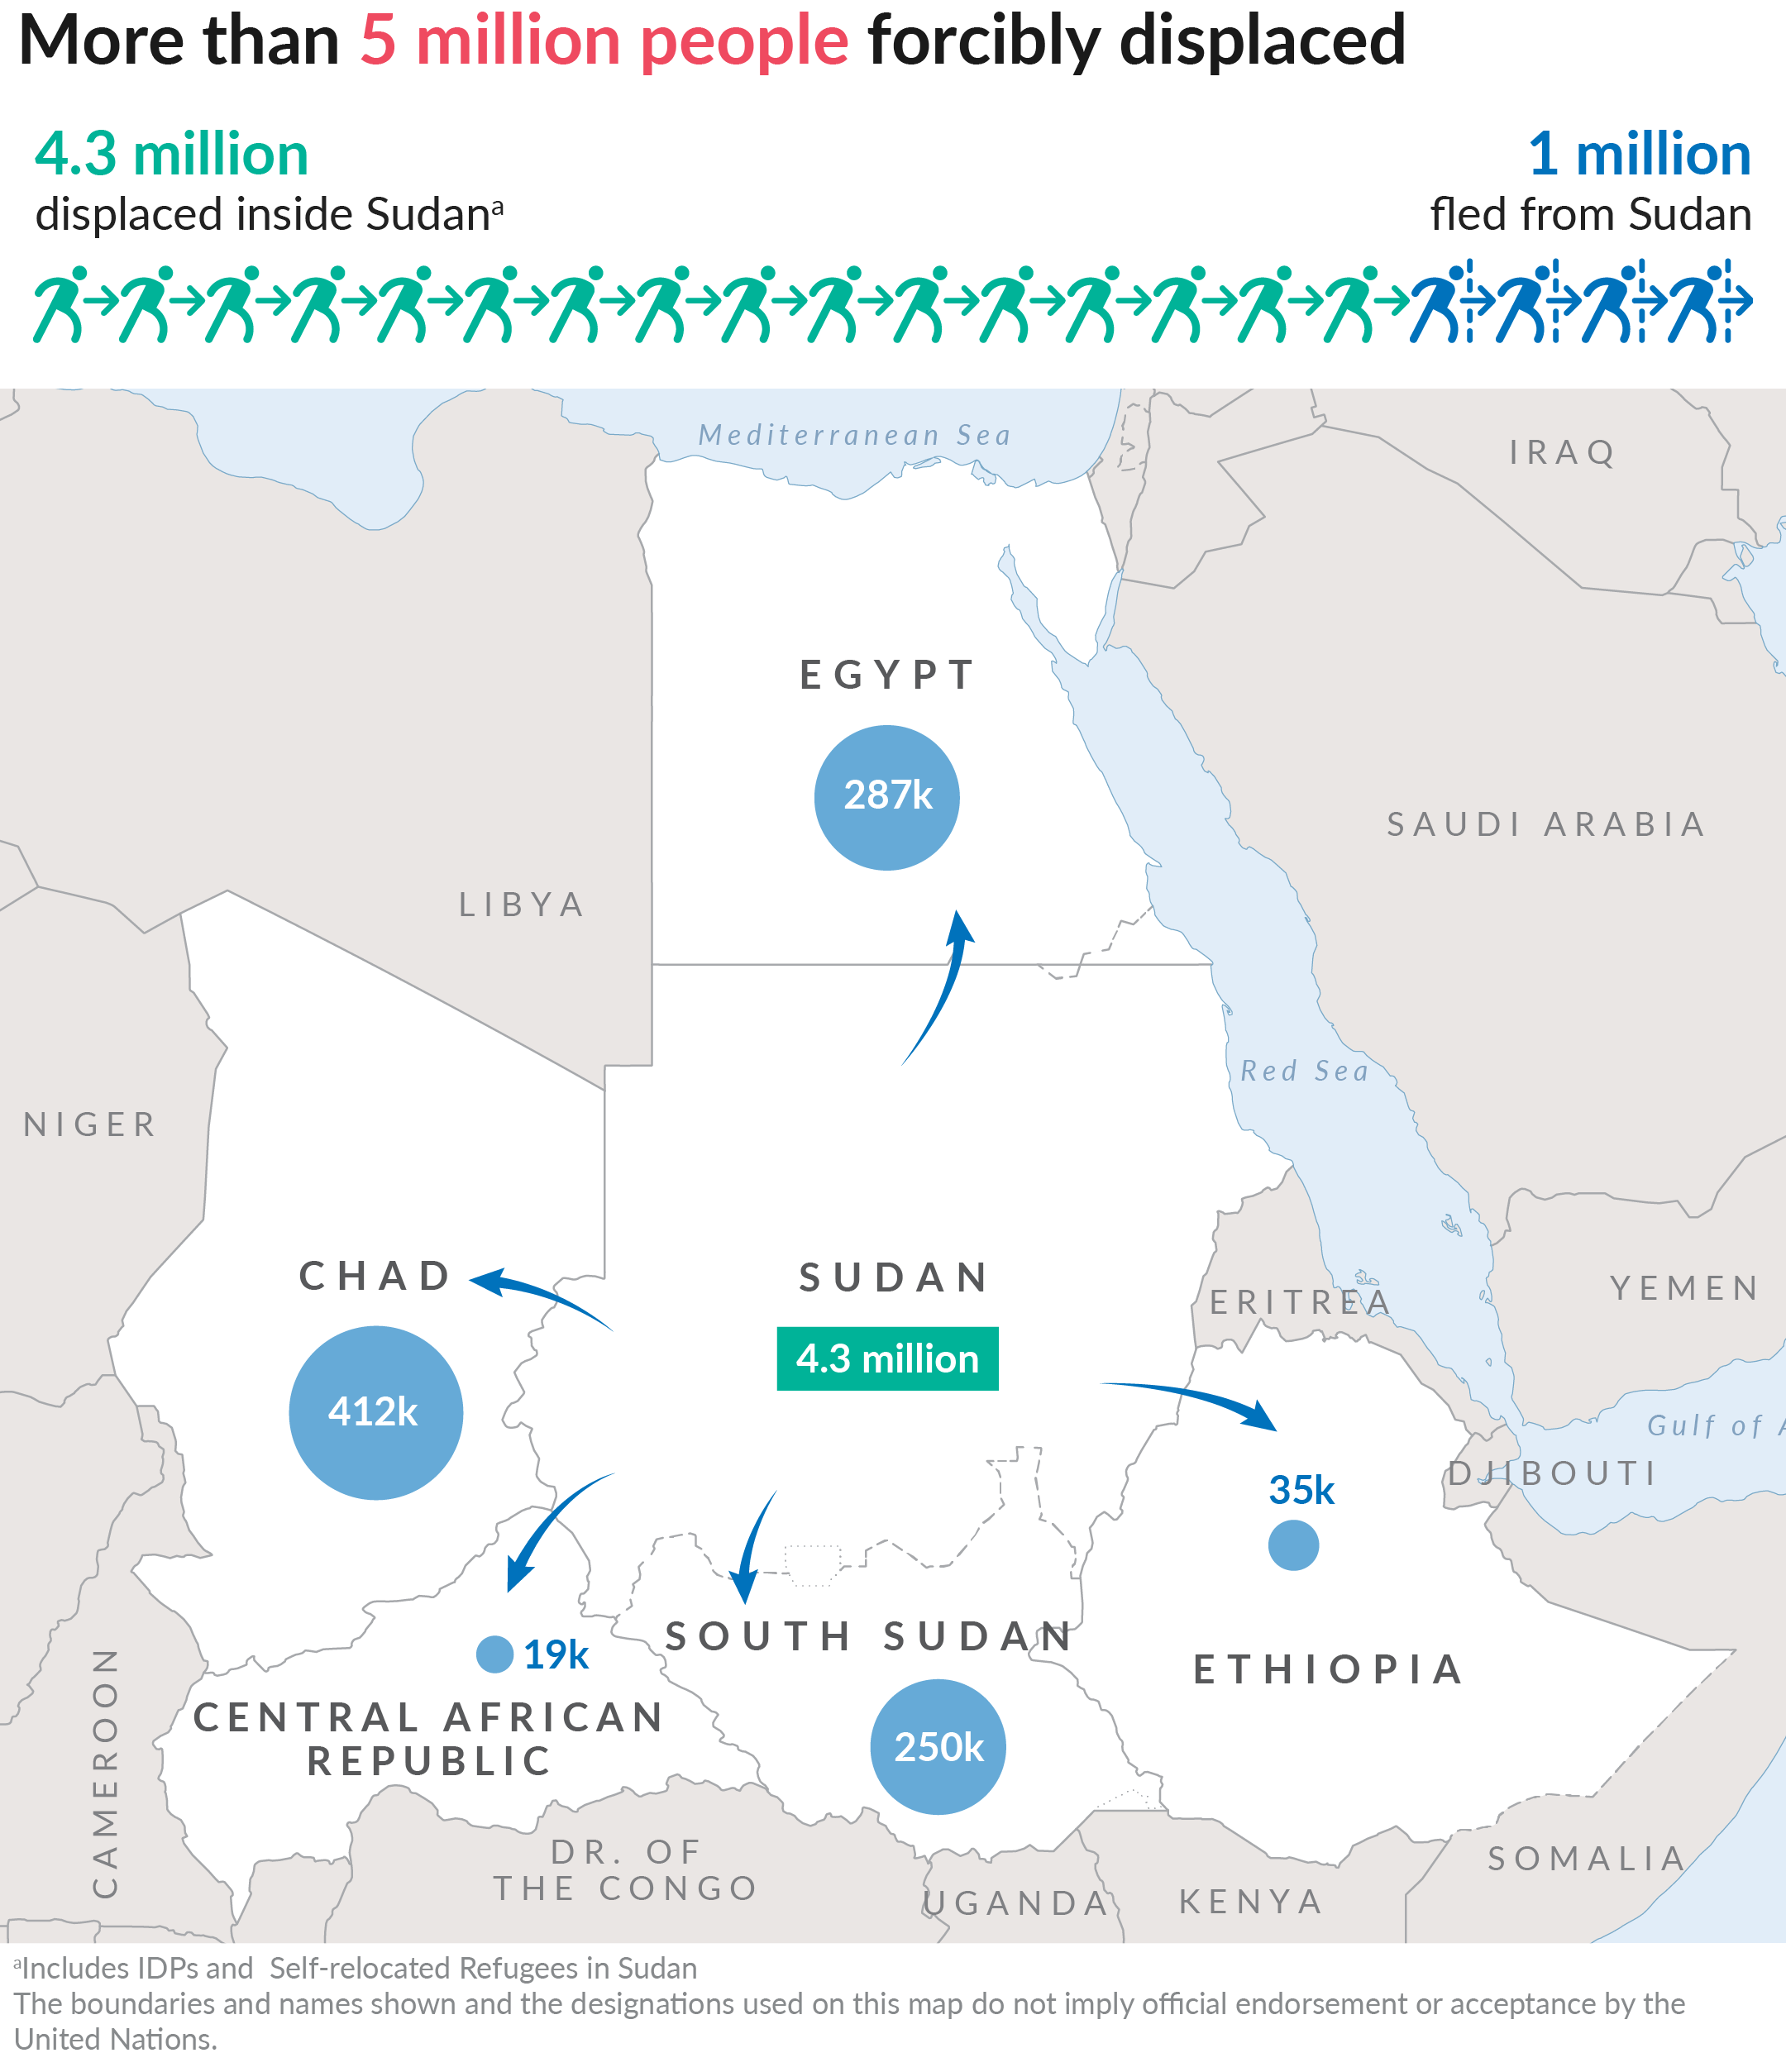 More than 5 million people forcibly displaced
4.3 million
displaced inside Sudanᵃ
1 million
fled from Sudan
Mediterranean Sea
IRAQ
EGYPT
287k
SAUDI ARABIA
LIBYA
Red Sea
NIGER
CHAD
412k
SUDAN
4.3 million
ERITREA
YEMEN
Gulf of A
DJIBOUTI
35k
ETHIOPIA
SOUTH SUDAN
250k
19k
CENTRAL AFRICAN
REPUBLIC
CAMEROON
DR. OF
THE CONGO
UGANDA
KENYA
SOMALIA
ᵃIncludes IDPs and  Self-relocated Refugees in Sudan
The boundaries and names shown and the designations used on this map do not imply official endorsement or acceptance by the
United Nations.